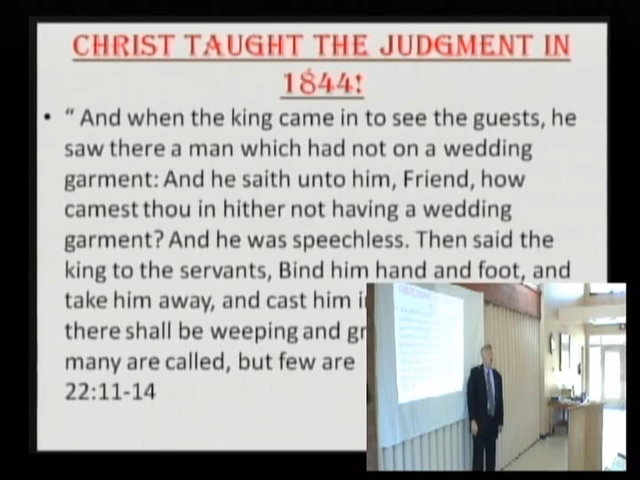 CHRIST TAUGHT THE JUDGMENT IN
1844!
• “ And when the king came in to see the guests, he
saw there a man which had not on a wedding
garment: And he saith unto him, Friend, how
camest thou in hither not having a wedding
garment? And he was speechless. Then said the
king to the servants, Bind him hand and foot, and
take him away, and cast him
there shall be weeping and
many are called, but few are
22:11-14